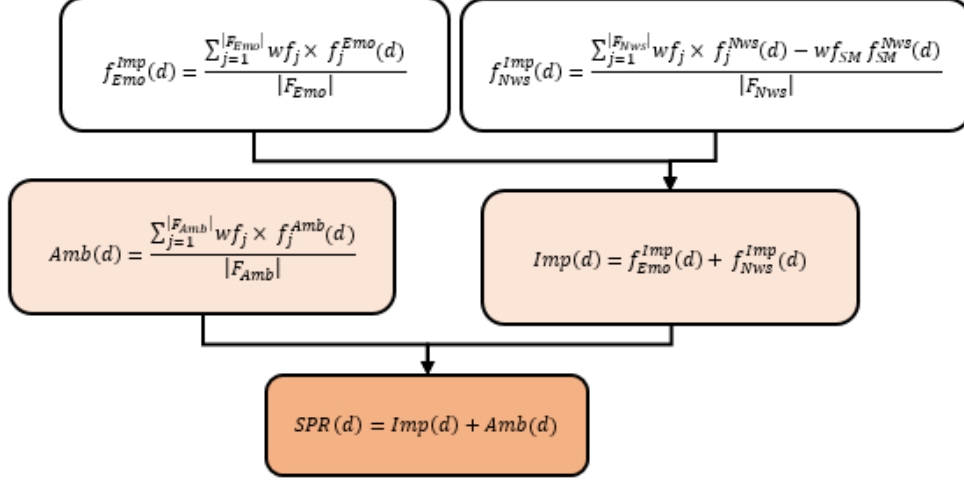 f_{Emo}^{Imp}(d) = \frac{\sum_{j=1}^{|F_{Emo}|} wf_j \times f_j^{Emo}(d)}{|F_{Emo}|}
f_{Nws}^{Imp}(d) = \frac{\sum_{j=1}^{|F_{Nws}|} wf_j \times f_j^{Nws}(d) - wf_{SM} f_{SM}^{Nws}(d)}{|F_{Nws}|}
Amb(d) = \frac{\sum_{j=1}^{|F_{Amb}|} wf_j \times f_j^{Amb}(d)}{|F_{Amb}|}
Imp(d) = f_{Emo}^{Imp}(d) + f_{Nws}^{Imp}(d)
SPR(d) = Imp(d) + Amb(d)